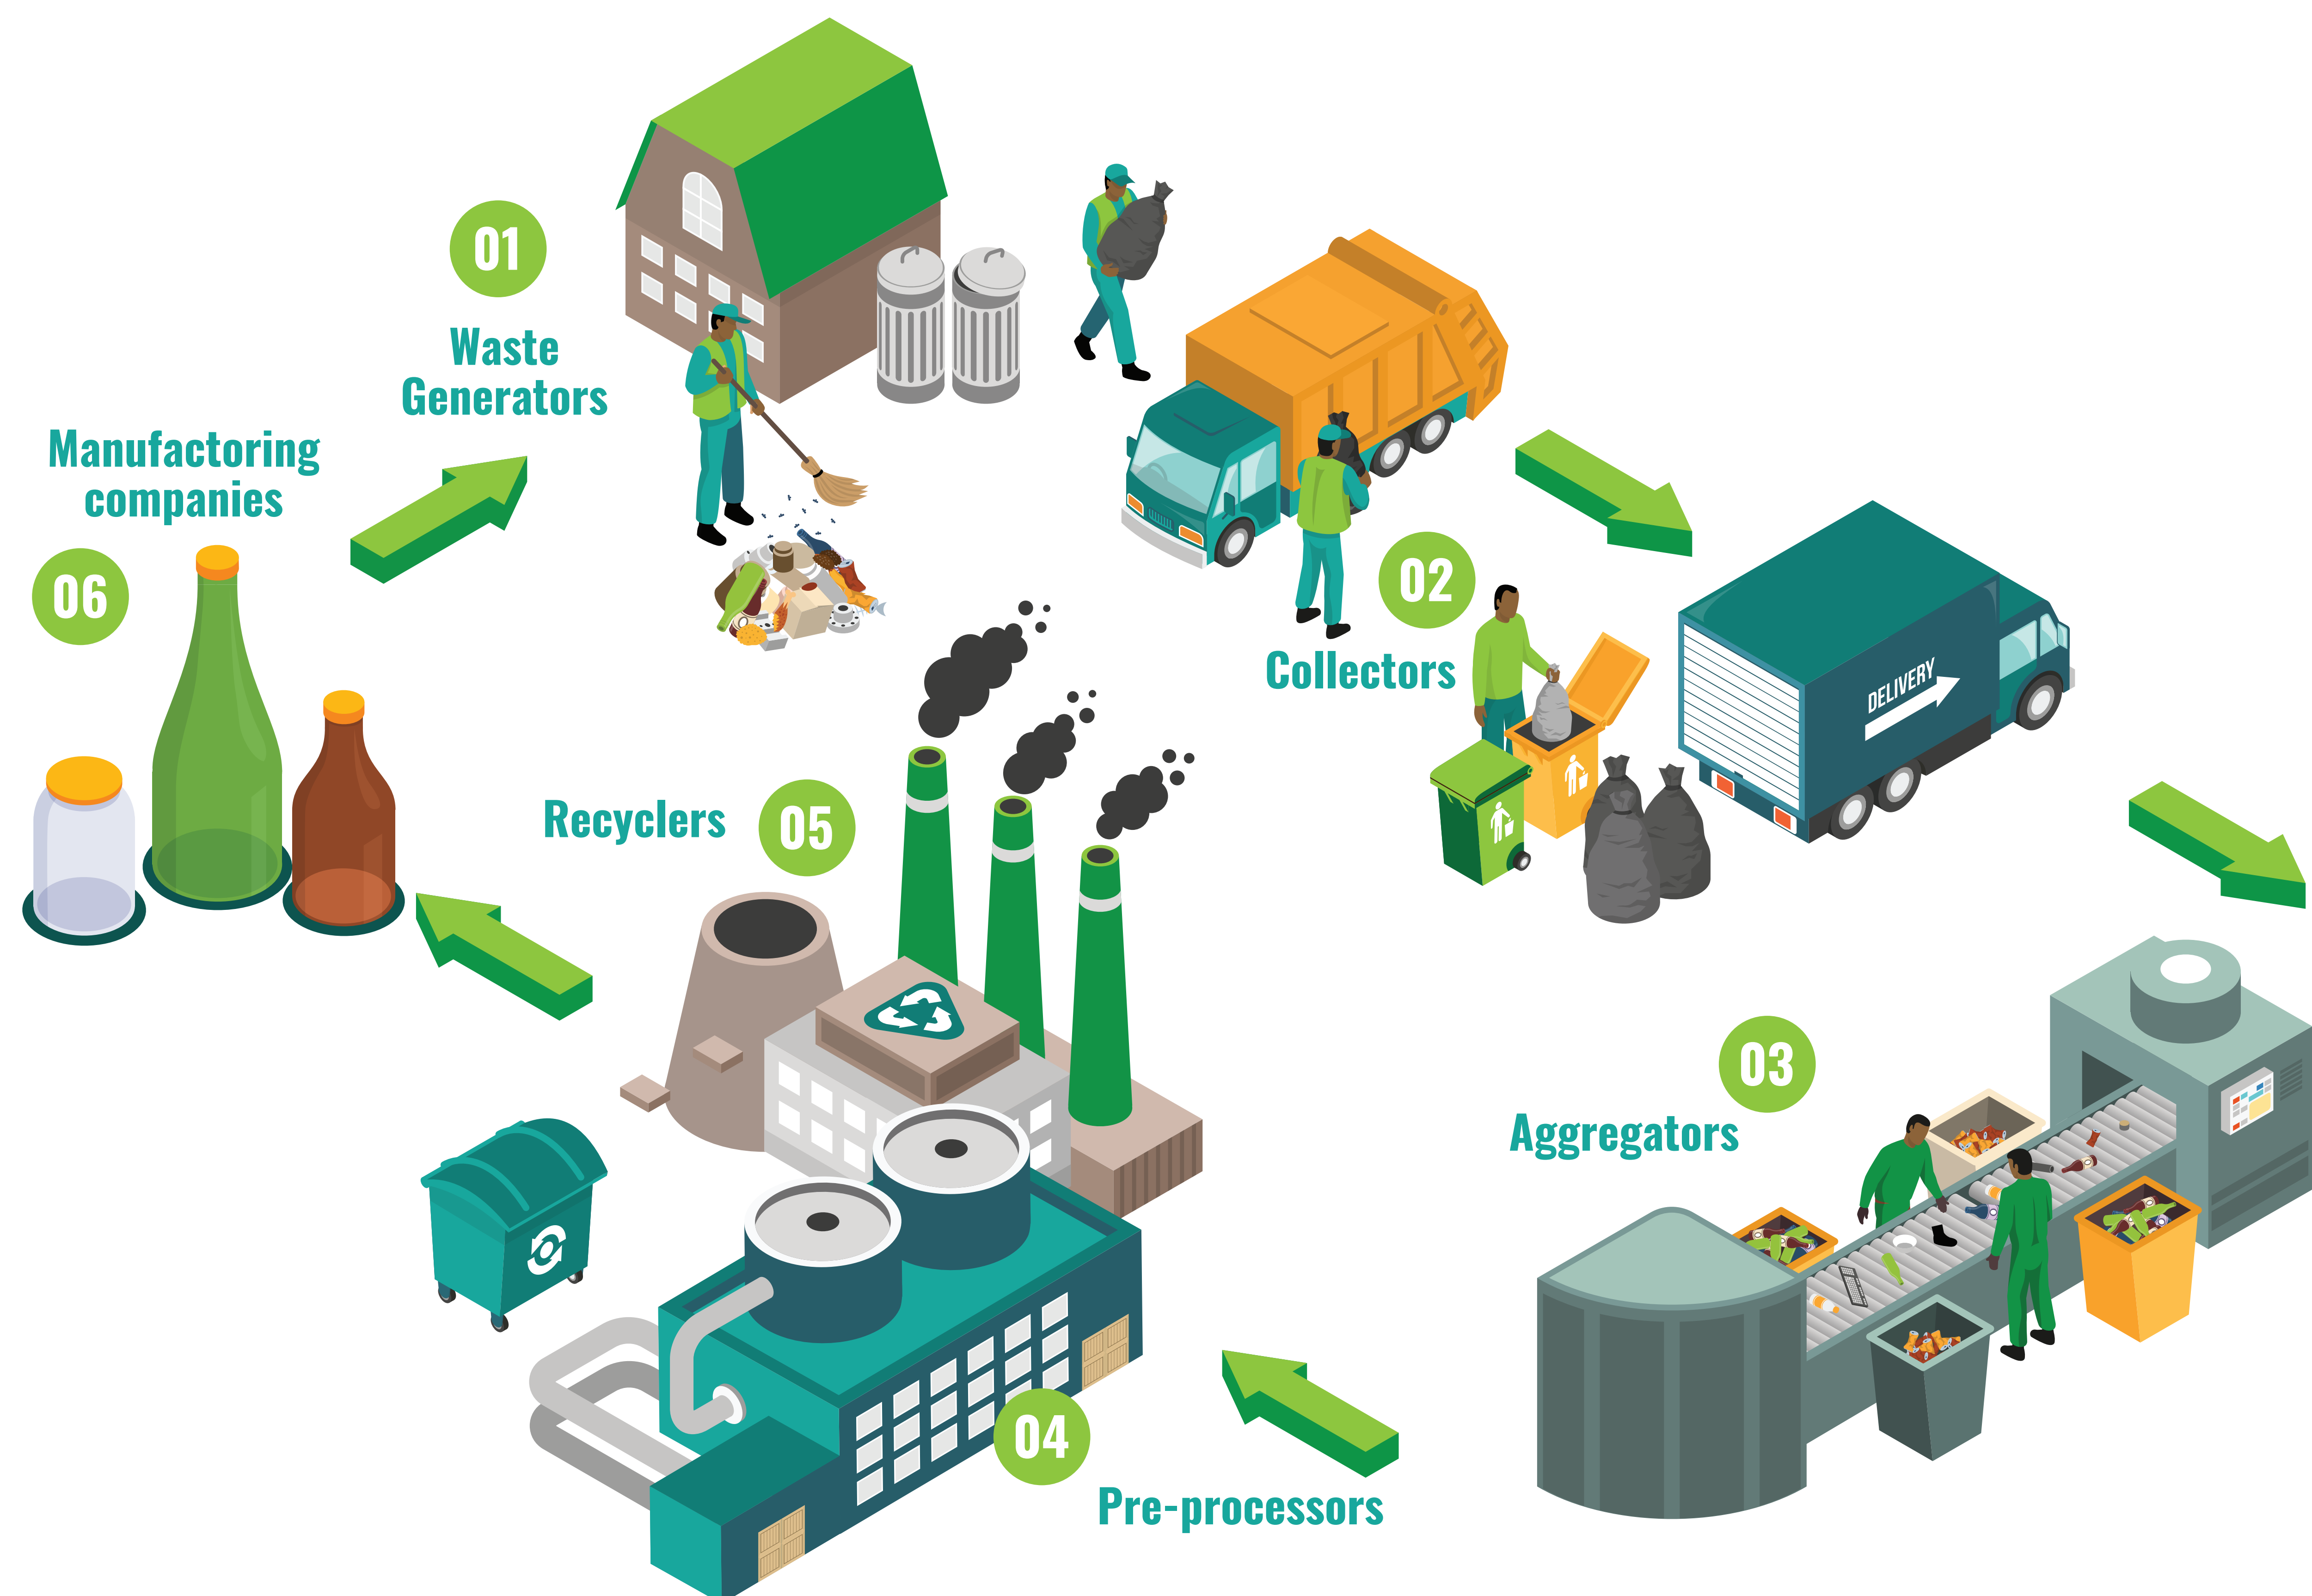 01
Waste
Generators
02
Collectors
DELIVERY
03
Aggregators
04
Pre-processors
05
Recyclers
06
Manufactoring
companies